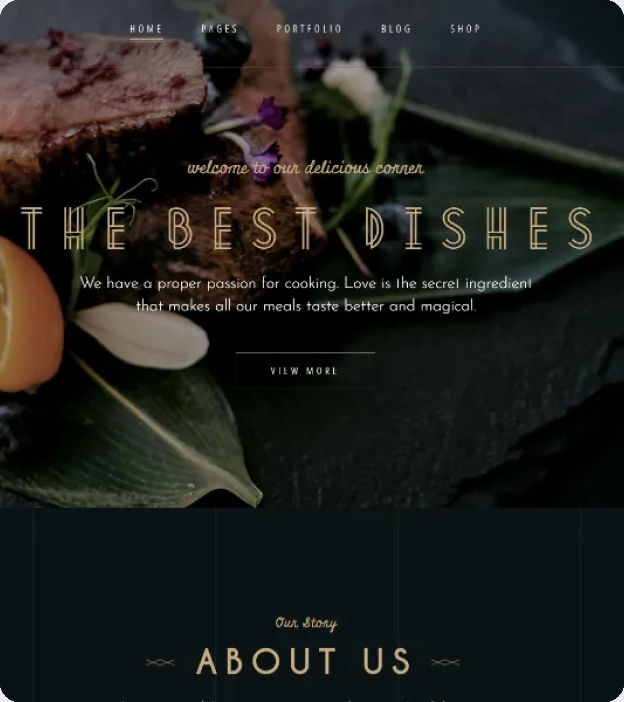 HOME PAGES PORTFOLIO BLOG SHOP
welcome to our delicious corner
THE BEST DISHES
We have a proper passion for cooking. Love is the secret ingredient
that makes all our meals taste better and magical.
VIEW MORE
Our Story
ABOUT US